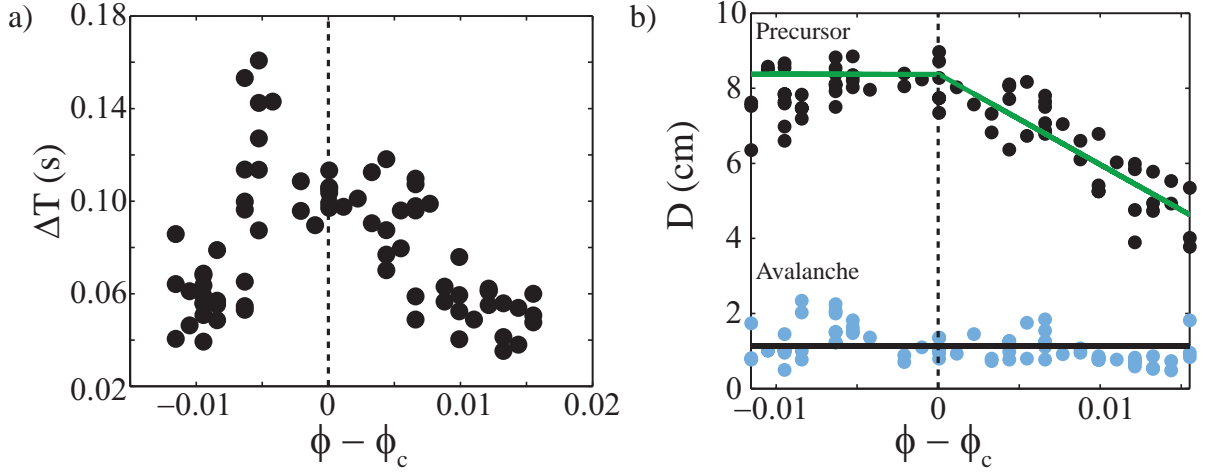 a)
0.18
0.14
0.10
0.06
0.02
ΔT (s)
−0.01
0
0.01
0.02
ϕ − ϕc
b)
10
8
6
4
2
0
D (cm)
Precursor
Avalanche
−0.01
0
0.01
ϕ − ϕc